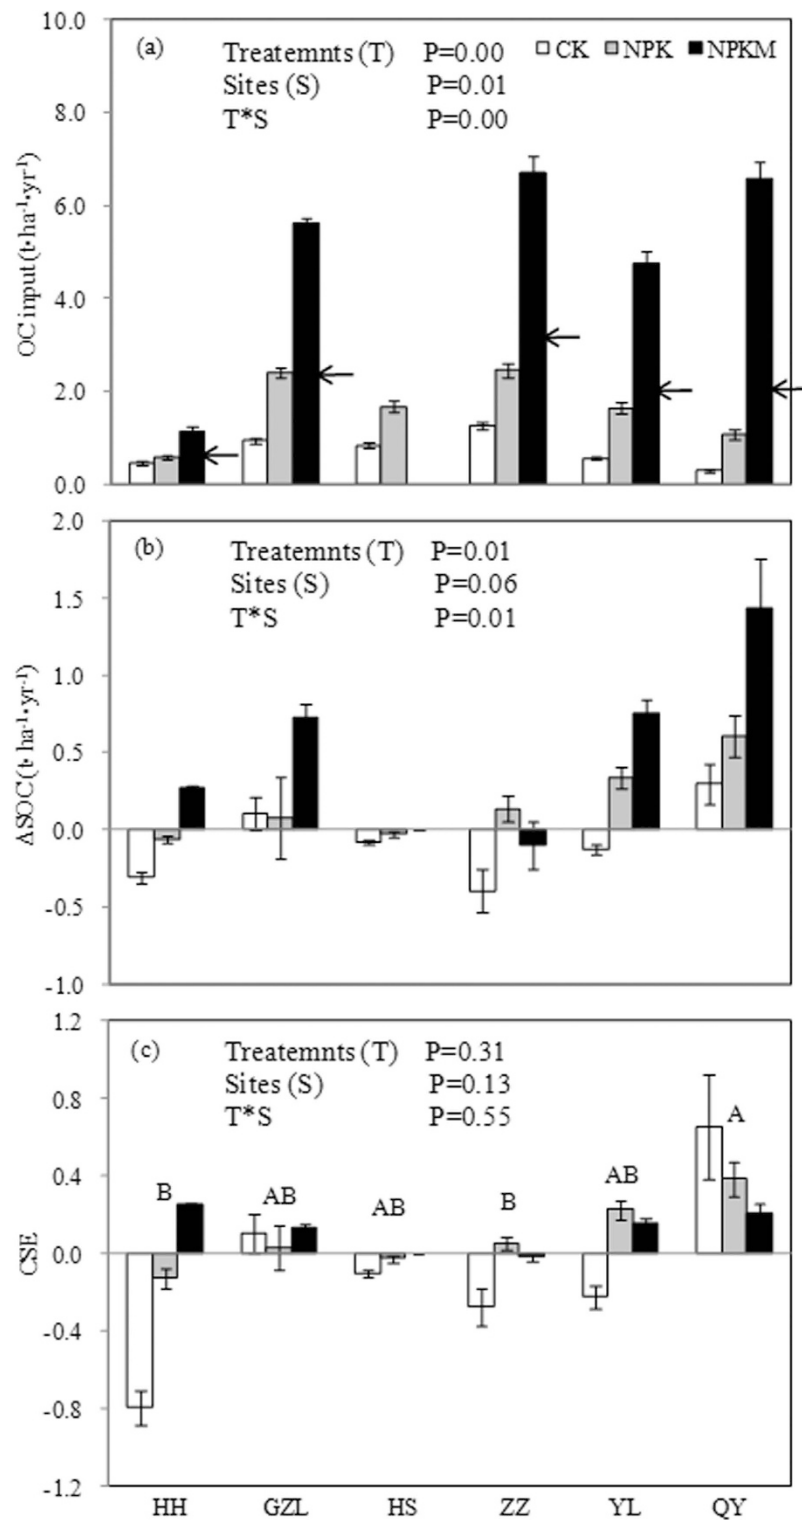 10.0
(a)
Treatemnts (T) P=0.00
CK NPK NPKM
Sites (S) P=0.01
T*S P=0.00
8.0
6.0
4.0
2.0
0.0
OC input (t·ha⁻¹·yr⁻¹)
2.0
(b)
Treatemnts (T) P=0.01
Sites (S) P=0.06
T*S P=0.01
1.5
1.0
0.5
0.0
-0.5
-1.0
ΔSOC (t·ha⁻¹·yr⁻¹)
1.2
(c)
Treatemnts (T) P=0.31
Sites (S) P=0.13
T*S P=0.55
0.8
0.4
0.0
-0.4
-0.8
-1.2
CSE
B AB AB B AB A
HH GZL HS ZZ YL QY